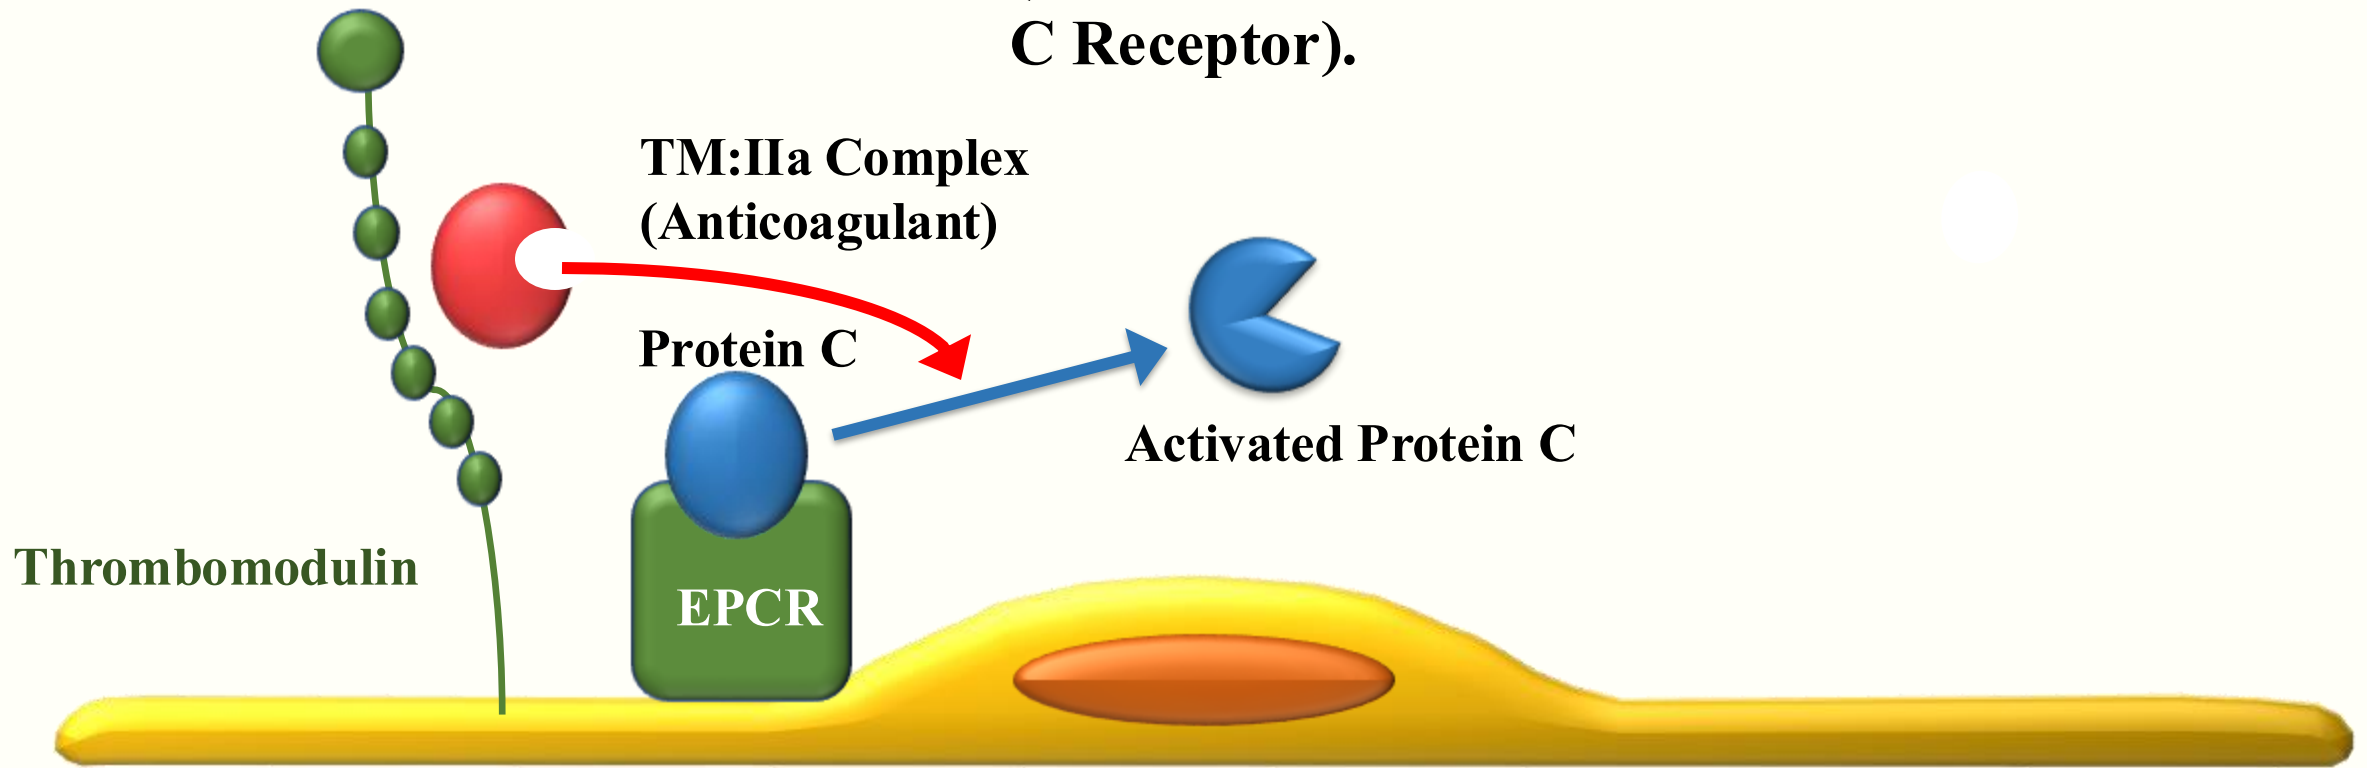 C Receptor).
TM:IIa Complex
(Anticoagulant)
Protein C
Activated Protein C
Thrombomodulin
EPCR